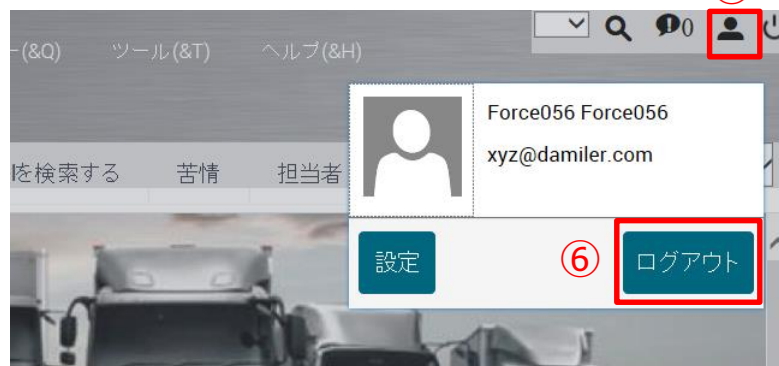 -(&Q) ツール(&T) ヘルプ(&H)
0
Force056 Force056
xyz@damiler.com
を検索する 苦情 担当者
設定 ⑥ ログアウト